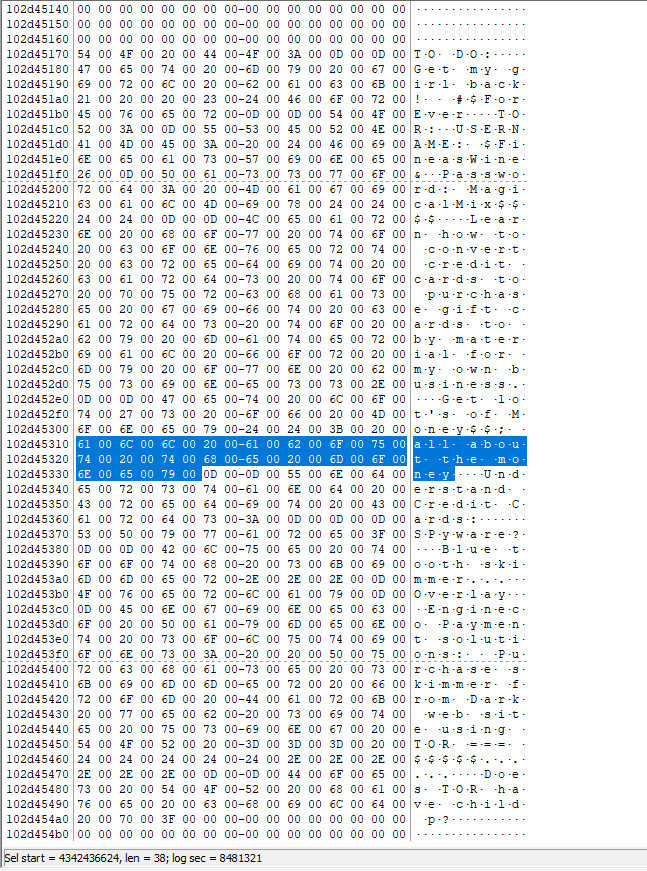 102d45140 00 00 00 00 00 00 00 00-00 00 00 00 00 00 00 00 ················
102d45150 00 00 00 00 00 00 00 00-00 00 00 00 00 00 00 00 ················
102d45160 00 00 00 00 00 00 00 00-00 00 00 00 00 00 00 00 ················
102d45170 54 00 4F 00 20 00 44 00-4F 00 3A 00 0D 00 0D 00 T·O· ·D·O·:·····
102d45180 47 00 65 00 74 00 20 00-6D 00 79 00 20 00 67 00 G·e·t· ·m·y· ·g·
102d45190 69 00 72 00 6C 00 20 00-62 00 61 00 63 00 6B 00 i·r·l· ·b·a·c·k·
102d451a0 21 00 20 00 20 00 23 00-24 00 46 00 6F 00 72 00 !· · ·#·$·F·o·r·
102d451b0 45 00 76 00 65 00 72 00-0D 00 0D 00 54 00 4F 00 E·v·e·r·····T·O·
102d451c0 52 00 3A 00 0D 00 55 00-53 00 45 00 52 00 4E 00 R·:···U·S·E·R·N·
102d451d0 41 00 4D 00 45 00 3A 00-20 00 24 00 46 00 69 00 A·M·E·:· ·$·F·i·
102d451e0 6E 00 65 00 61 00 73 00-57 00 69 00 6E 00 65 00 n·e·a·s·W·i·n·e·
102d451f0 26 00 0D 00 50 00 61 00-73 00 73 00 77 00 6F 00 &···P·a·s·s·w·o·
102d45200 72 00 64 00 3A 00 20 00-4D 00 61 00 67 00 69 00 r·d·:· ·M·a·g·i·
102d45210 63 00 61 00 6C 00 4D 00-69 00 78 00 24 00 24 00 c·a·l·M·i·x·$·$·
102d45220 24 00 24 00 0D 00 0D 00-4C 00 65 00 61 00 72 00 $·$·····L·e·a·r·
102d45230 6E 00 20 00 68 00 6F 00-77 00 20 00 74 00 6F 00 n· ·h·o·w· ·t·o·
102d45240 20 00 63 00 6F 00 6E 00-76 00 65 00 72 00 74 00  ·c·o·n·v·e·r·t·
102d45250 20 00 63 00 72 00 65 00-64 00 69 00 74 00 20 00  ·c·r·e·d·i·t· ·
102d45260 63 00 61 00 72 00 64 00-73 00 20 00 74 00 6F 00 c·a·r·d·s· ·t·o·
102d45270 20 00 70 00 75 00 72 00-63 00 68 00 61 00 73 00  ·p·u·r·c·h·a·s·
102d45280 65 00 20 00 67 00 69 00-66 00 74 00 20 00 63 00 e· ·g·i·f·t· ·c·
102d45290 61 00 72 00 64 00 73 00-20 00 74 00 6F 00 20 00 a·r·d·s· ·t·o· ·
102d452a0 62 00 79 00 20 00 6D 00-61 00 74 00 65 00 72 00 b·y· ·m·a·t·e·r·
102d452b0 69 00 61 00 6C 00 20 00-66 00 6F 00 72 00 20 00 i·a·l· ·f·o·r· ·
102d452c0 6D 00 79 00 20 00 6F 00-77 00 6E 00 20 00 62 00 m·y· ·o·w·n· ·b·
102d452d0 75 00 73 00 69 00 6E 00-65 00 73 00 73 00 2E 00 u·s·i·n·e·s·s·.·
102d452e0 0D 00 0D 00 47 00 65 00-74 00 20 00 6C 00 6F 00 ····G·e·t· ·l·o·
102d452f0 74 00 27 00 73 00 20 00-6F 00 66 00 20 00 4D 00 t·'·s· ·o·f· ·M·
102d45300 6F 00 6E 00 65 00 79 00-24 00 24 00 3B 00 20 00 o·n·e·y·$·$·;· ·
102d45310 61 00 6C 00 6C 00 20 00-61 00 62 00 6F 00 75 00 a·l·l· ·a·b·o·u·
102d45320 74 00 20 00 74 00 68 00-65 00 20 00 6D 00 6F 00 t· ·t·h·e· ·m·o·
102d45330 6E 00 65 00 79 00 0D 00-0D 00 55 00 6E 00 64 00 n·e·y·····U·n·d·
102d45340 65 00 72 00 73 00 74 00-61 00 6E 00 64 00 20 00 e·r·s·t·a·n·d· ·
102d45350 43 00 72 00 65 00 64 00-69 00 74 00 20 00 43 00 C·r·e·d·i·t· ·C·
102d45360 61 00 72 00 64 00 73 00-3A 00 0D 00 0D 00 0D 00 a·r·d·s·:·······
102d45370 53 00 50 00 79 00 77 00-61 00 72 00 65 00 3F 00 S·P·y·w·a·r·e·?·
102d45380 0D 00 0D 00 42 00 6C 00-75 00 65 00 20 00 74 00 ····B·l·u·e· ·t·
102d45390 6F 00 6F 00 74 00 68 00-20 00 73 00 6B 00 69 00 o·o·t·h· ·s·k·i·
102d453a0 6D 00 6D 00 65 00 72 00-2E 00 2E 00 2E 00 0D 00 m·m·e·r·.·.·.···
102d453b0 4F 00 76 00 65 00 72 00-6C 00 61 00 79 00 0D 00 O·v·e·r·l·a·y···
102d453c0 0D 00 45 00 6E 00 67 00-69 00 6E 00 65 00 63 00 ··E·n·g·i·n·e·c·
102d453d0 6F 00 20 00 50 00 61 00-79 00 6D 00 65 00 6E 00 o· ·P·a·y·m·e·n·
102d453e0 74 00 20 00 73 00 6F 00-6C 00 75 00 74 00 69 00 t· ·s·o·l·u·t·i·
102d453f0 6F 00 6E 00 73 00 3A 00-20 00 20 00 50 00 75 00 o·n·s·:· · ·P·u·
102d45400 72 00 63 00 68 00 61 00-73 00 65 00 20 00 73 00 r·c·h·a·s·e· ·s·
102d45410 6B 00 69 00 6D 00 6D 00-65 00 72 00 20 00 66 00 k·i·m·m·e·r· ·f·
102d45420 72 00 6F 00 6D 00 20 00-44 00 61 00 72 00 6B 00 r·o·m· ·D·a·r·k·
102d45430 20 00 77 00 65 00 62 00-20 00 73 00 69 00 74 00  ·w·e·b· ·s·i·t·
102d45440 65 00 20 00 75 00 73 00-69 00 6E 00 67 00 20 00 e· ·u·s·i·n·g· ·
102d45450 54 00 4F 00 52 00 20 00-3D 00 3D 00 3D 00 20 00 T·O·R· ·=·=·=· ·
102d45460 24 00 24 00 24 00 24 00-24 00 2E 00 2E 00 2E 00 $·$·$·$·$·.·.·.·
102d45470 2E 00 2E 00 2E 00 0D 00-0D 00 44 00 6F 00 65 00 .·.·.·····D·o·e·
102d45480 73 00 20 00 54 00 4F 00-52 00 20 00 68 00 61 00 s· ·T·O·R· ·h·a·
102d45490 76 00 65 00 20 00 63 00-68 00 69 00 6C 00 64 00 v·e· ·c·h·i·l·d·
102d454a0 20 00 70 00 3F 00 00 00-00 00 00 00 00 00 00 00  ·p·?···········
102d454b0 00 00 00 00 00 00 00 00-00 00 00 00 00 00 00 00 ················
Sel start = 4342436624, len = 38; log sec = 8481321